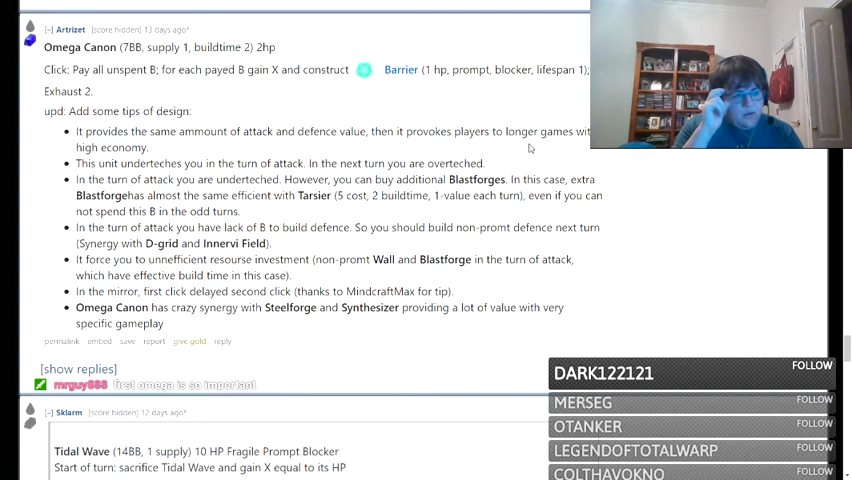 [–] Artrizet [score hidden] 13 days ago*
Omega Canon (7BB, supply 1, buildtime 2) 2hp
Click: Pay all unspent B; for each payed B gain X and construct Barrier (1 hp, prompt, blocker, lifespan 1);
Exhaust 2.
upd: Add some tips of design:
• It provides the same ammount of attack and defence value, then it provokes players to longer games wit
high economy.
• This unit underteches you in the turn of attack. In the next turn you are overteched.
• In the turn of attack you are underteched. However, you can buy additional Blastforges. In this case, extra
Blastforgehas almost the same efficient with Tarsier (5 cost, 2 buildtime, 1-value each turn), even if you can
not spend this B in the odd turns.
• In the turn of attack you have lack of B to build defence. So you should build non-promt defence next turn
(Synergy with D-grid and Innervi Field).
• It force you to unnefficient resourse investment (non-promt Wall and Blastforge in the turn of attack,
which have effective build time in this case).
• In the mirror, first click delayed second click (thanks to MindcraftMax for tip).
• Omega Canon has crazy synergy with Steelforge and Synthesizer providing a lot of value with very
specific gameplay
permalink embed save report give gold reply
[show replies]
mrguy888 first omega is so important
[–] Sklarm [score hidden] 12 days ago*
Tidal Wave (14BB, 1 supply) 10 HP Fragile Prompt Blocker
Start of turn: sacrifice Tidal Wave and gain X equal to its HP
DARK122121 FOLLOW
MERSEG FOLLOW
OTANKER FOLLOW
LEGENDOFTOTALWARP FOLLOW
COLTHAVOKNO FOLLOW